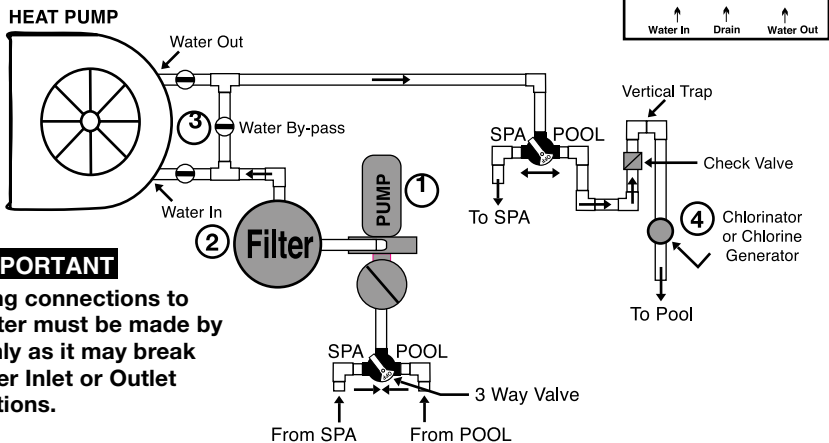 HEAT PUMP
Water In Drain Water Out
Water Out
Vertical Trap
3
Water By-pass
SPA POOL
Check Valve
1
PUMP
Water In
To SPA
2
Filter
4
Chlorinator
or Chlorine
Generator
To Pool
PORTANT
ng connections to
ter must be made by
nly as it may break
er Inlet or Outlet
tions.
SPA POOL
3 Way Valve
From SPA From POOL